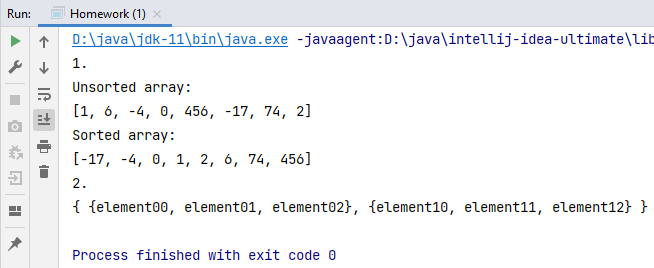 Run: Homework (1) ×
D:\java\jdk-11\bin\java.exe -javaagent:D:\java\intellij-idea-ultimate\lib
1.
Unsorted array:
[1, 6, -4, 0, 456, -17, 74, 2]
Sorted array:
[-17, -4, 0, 1, 2, 6, 74, 456]
2.
{ {element00, element01, element02}, {element10, element11, element12} }
Process finished with exit code 0